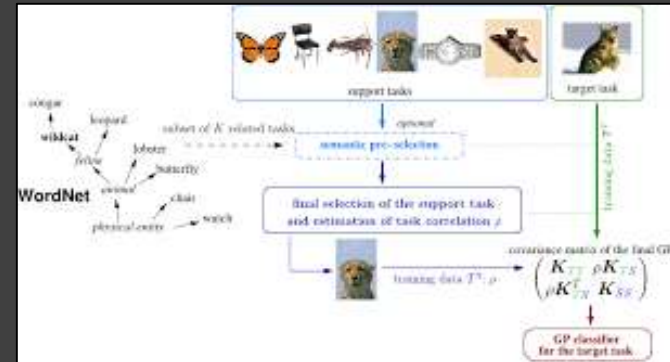 support tasks
target task
optional
semantic pre-selection
subset of K related tasks
cougar
leopard
wildcat
feline
lobster
animal
butterfly
WordNet
chair
physical entity
watch
final selection of the support task
and estimation of task correlation ρ
training data
covariance matrix of the final GP
K_TT ρK_TS
ρK_TS^T K_SS
training data T^S, ρ
GP classifier
for the target task